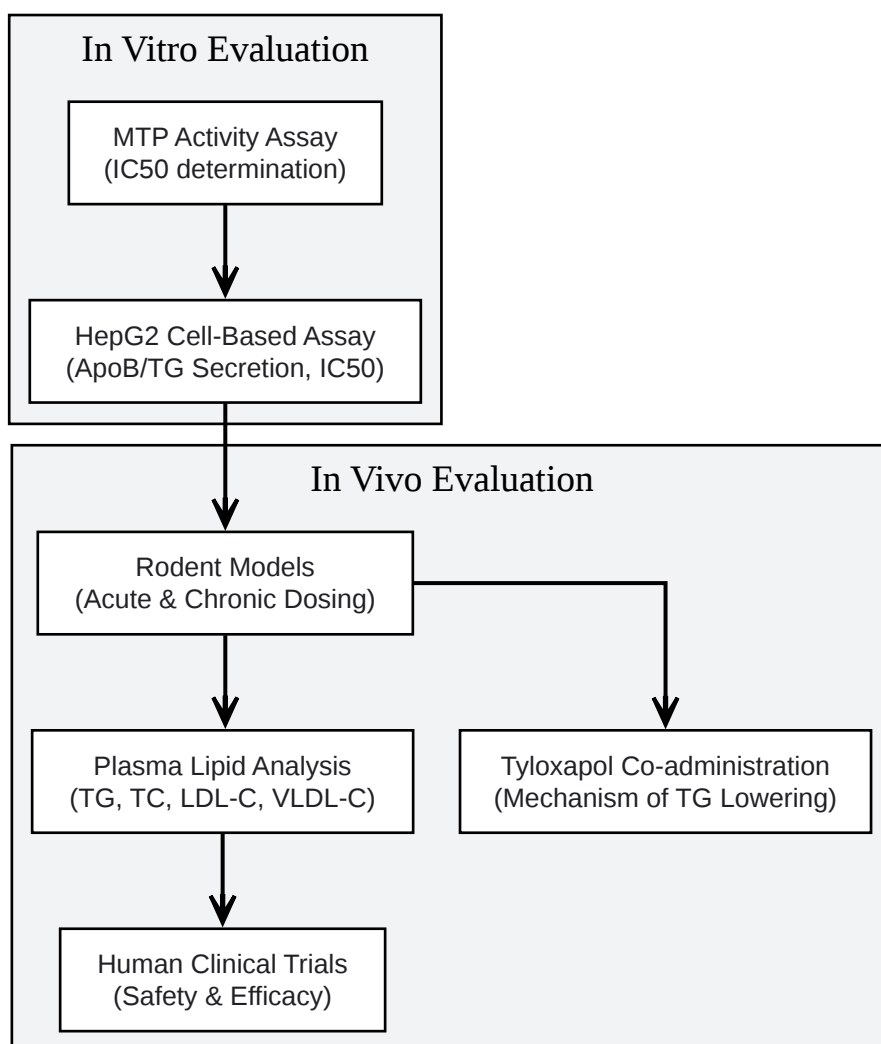 In Vitro Evaluation
MTP Activity Assay
(IC50 determination)
HepG2 Cell-Based Assay
(ApoB/TG Secretion, IC50)
In Vivo Evaluation
Rodent Models
(Acute & Chronic Dosing)
Plasma Lipid Analysis
(TG, TC, LDL-C, VLDL-C)
Tyloxapol Co-administration
(Mechanism of TG Lowering)
Human Clinical Trials
(Safety & Efficacy)